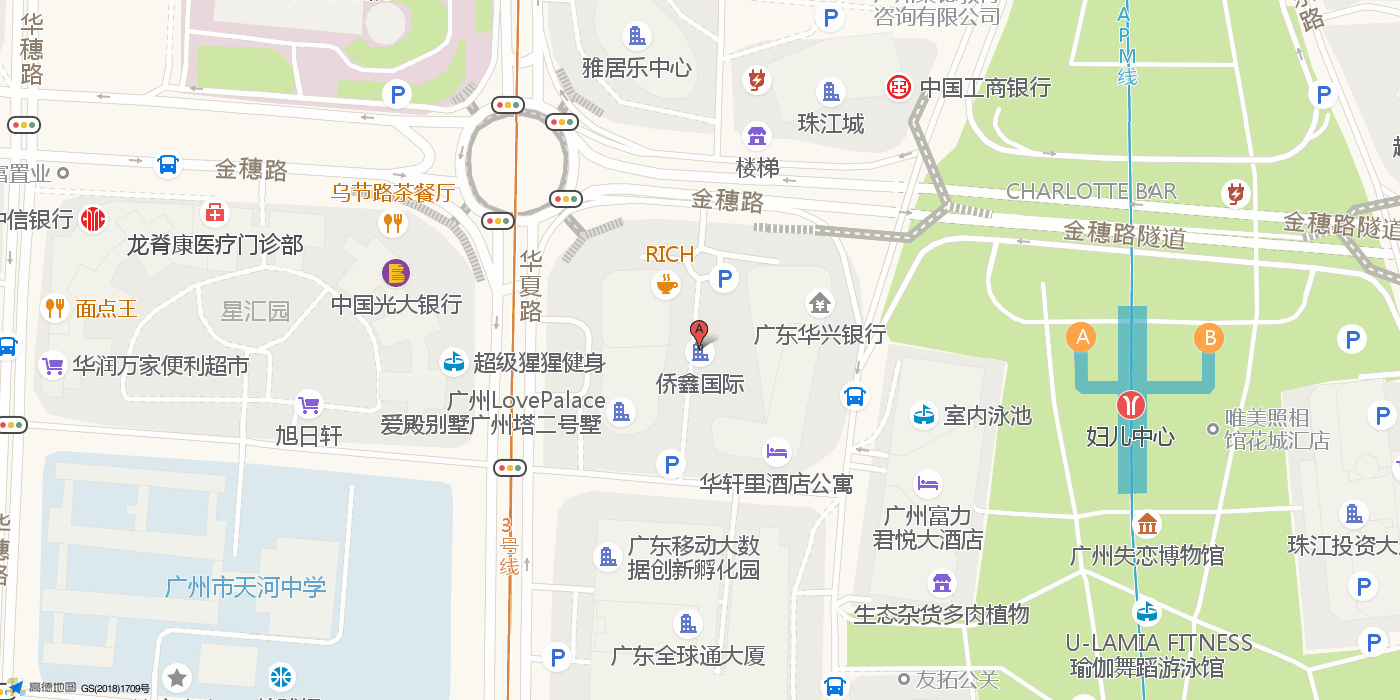 华穗路
咨询有限公司
APM线
雅居乐中心
P
P
P
P
中国工商银行
珠江城
楼梯
富置业
金穗路
乌节路茶餐厅
金穗路
CHARLOTTE BAR
中信银行
龙脊康医疗门诊部
金穗路隧道
金穗路隧道
RICH
P
华夏路
中国光大银行
星汇园
面点王
A
广东华兴银行
A
B
P
华润万家便利超市
超级猩猩健身
侨鑫国际
广州LovePalace
爱殿别墅广州塔二号墅
室内泳池
唯美照相
馆花城汇店
P
妇儿中心
旭日轩
P
华轩里酒店公寓
广州富力
君悦大酒店
3号线
广东移动大数
据创新孵化园
广州失恋博物馆
珠江投资大
广州市天河中学
P
生态杂货多肉植物
U-LAMIA FITNESS
瑜伽舞蹈游泳馆
P
P
广东全球通大厦
友拓公关
高德地图 GS(2018)1709号